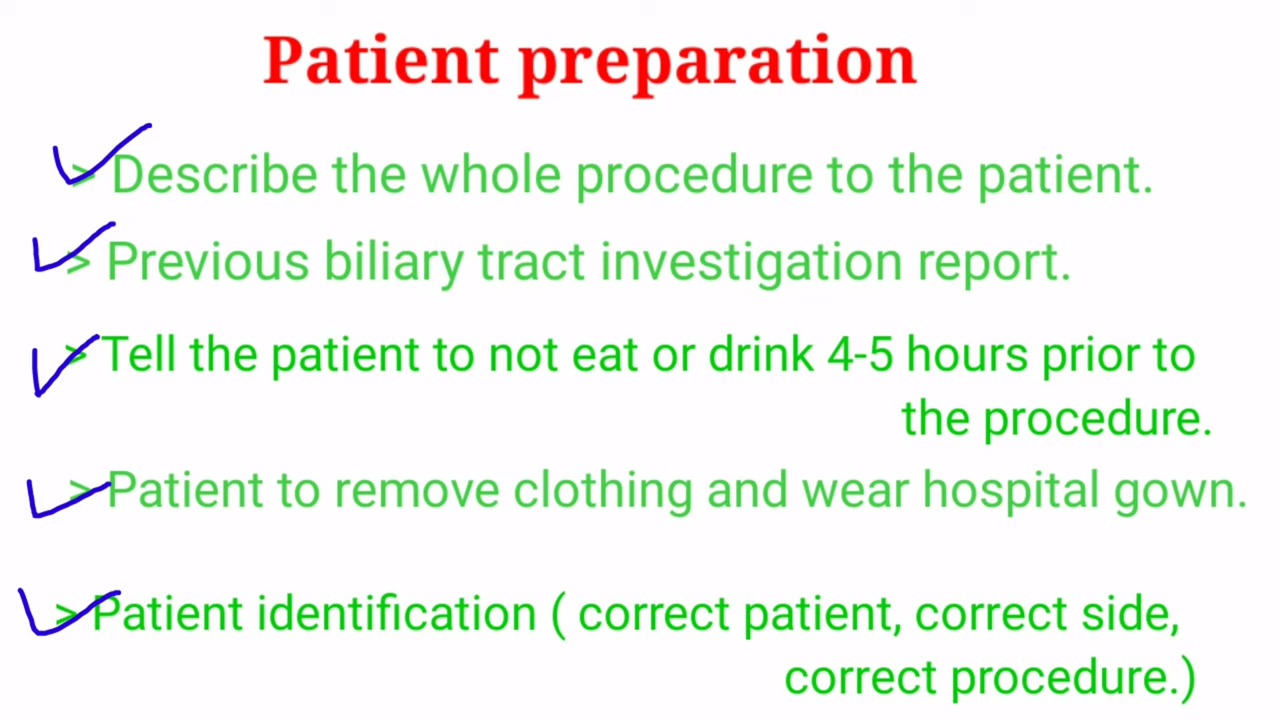 Patient preparation
> Describe the whole procedure to the patient.
> Previous biliary tract investigation report.
> Tell the patient to not eat or drink 4-5 hours prior to
the procedure.
> Patient to remove clothing and wear hospital gown.
> Patient identification ( correct patient, correct side,
correct procedure.)